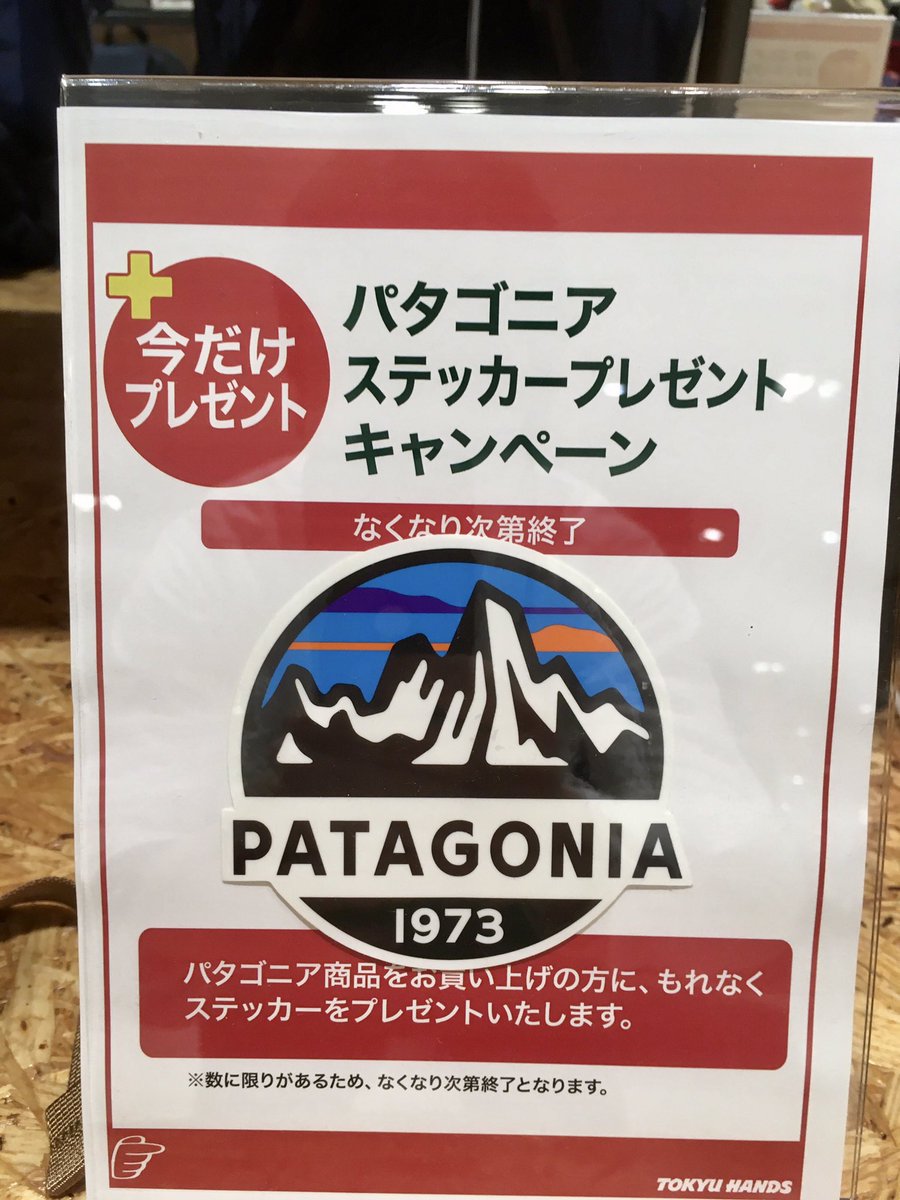 今だけ
プレゼント
パタゴニア
ステッカープレゼント
キャンペーン
なくなり次第終了
PATAGONIA
1973
パタゴニア商品をお買い上げの方に、もれなく
ステッカーをプレゼントいたします。
※数に限りがあるため、なくなり次第終了となります。
TOKYU HANDS